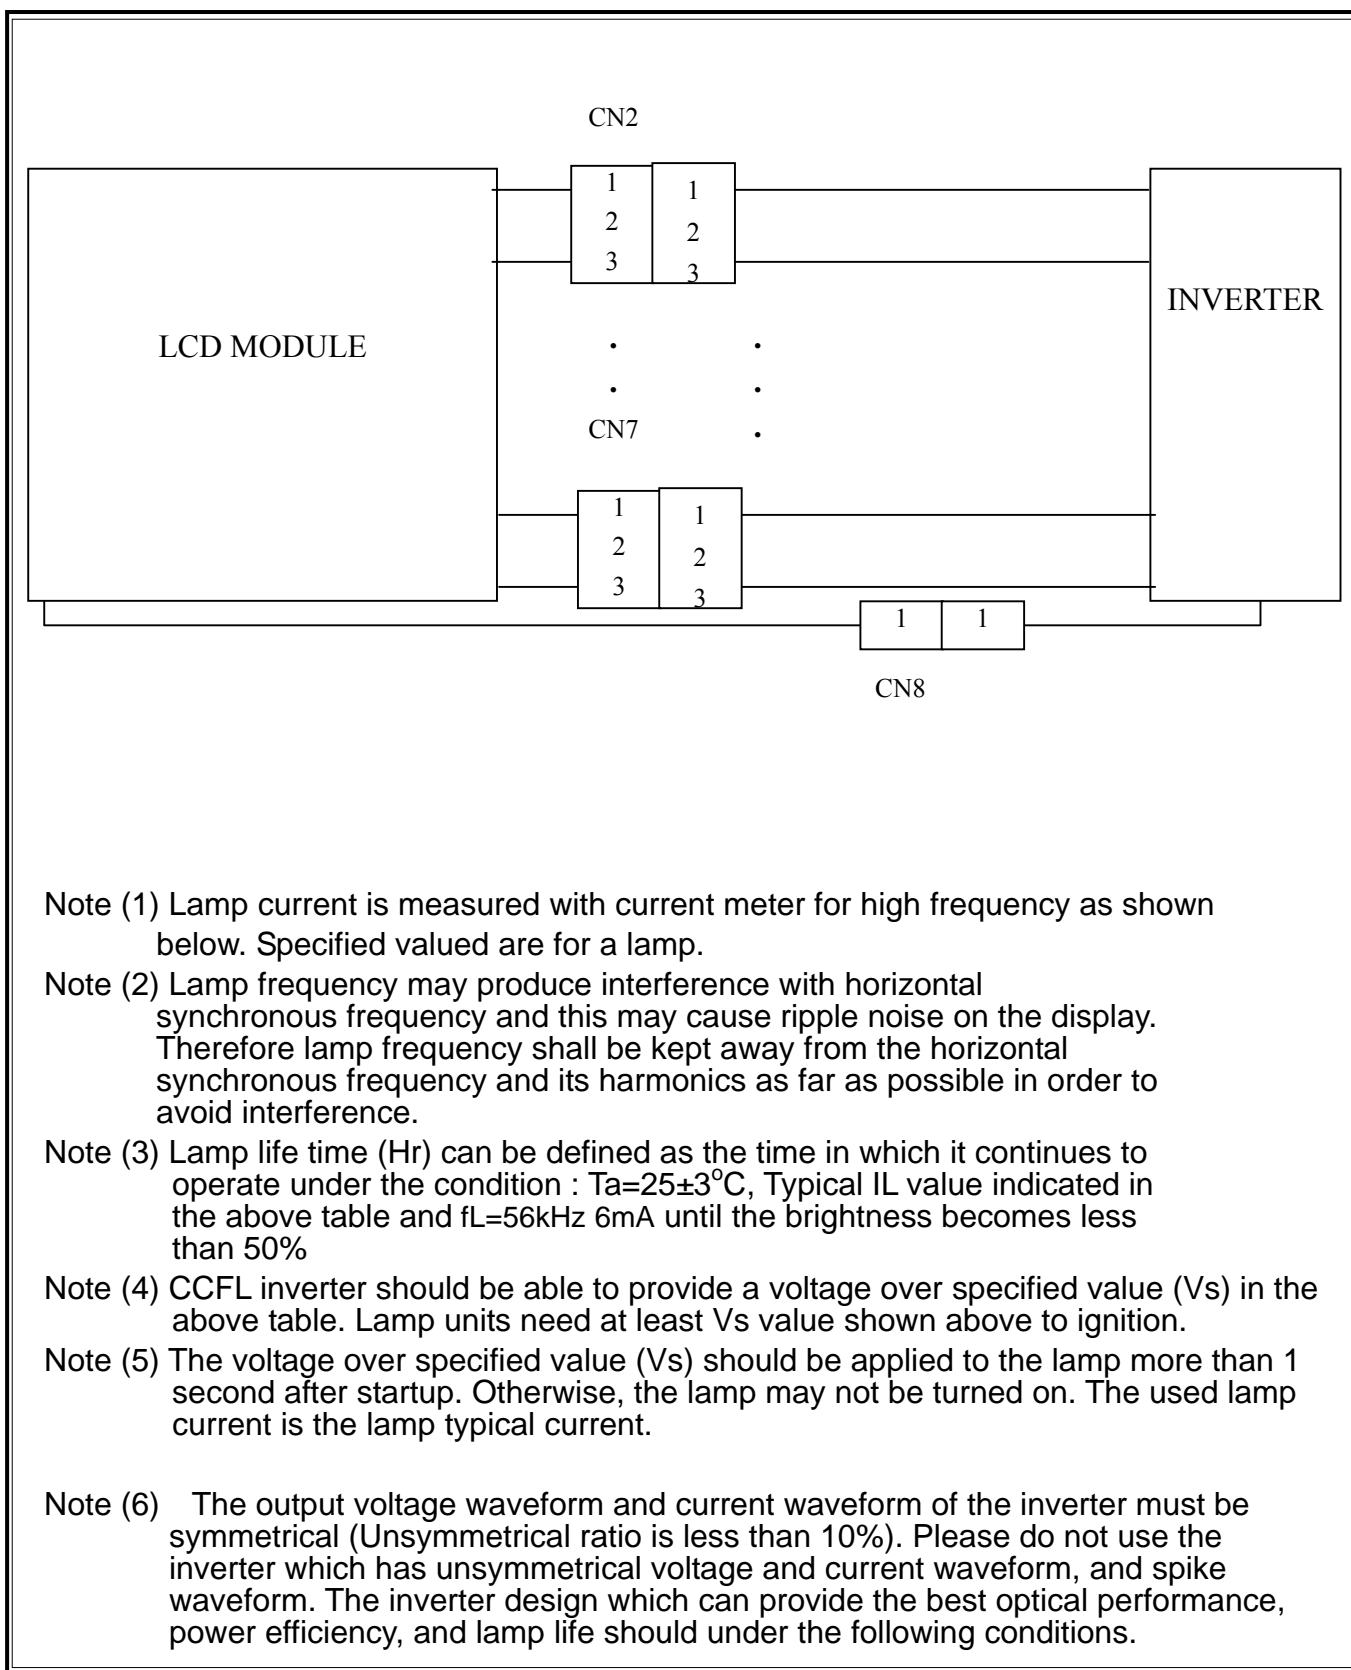 CN2
1
2
3
1
2
3
INVERTER
LCD MODULE
.
.
.
.
.
CN7
1
2
3
1
2
3
1
1
CN8
Note (1) Lamp current is measured with current meter for high frequency as shown
below. Specified valued are for a lamp.
Note (2) Lamp frequency may produce interference with horizontal
synchronous frequency and this may cause ripple noise on the display.
Therefore lamp frequency shall be kept away from the horizontal
synchronous frequency and its harmonics as far as possible in order to
avoid interference.
Note (3) Lamp life time (Hr) can be defined as the time in which it continues to
operate under the condition : Ta=25±3°C, Typical IL value indicated in
the above table and fL=56kHz 6mA until the brightness becomes less
than 50%
Note (4) CCFL inverter should be able to provide a voltage over specified value (Vs) in the
above table. Lamp units need at least Vs value shown above to ignition.
Note (5) The voltage over specified value (Vs) should be applied to the lamp more than 1
second after startup. Otherwise, the lamp may not be turned on. The used lamp
current is the lamp typical current.
Note (6) The output voltage waveform and current waveform of the inverter must be
symmetrical (Unsymmetrical ratio is less than 10%). Please do not use the
inverter which has unsymmetrical voltage and current waveform, and spike
waveform. The inverter design which can provide the best optical performance,
power efficiency, and lamp life should under the following conditions.